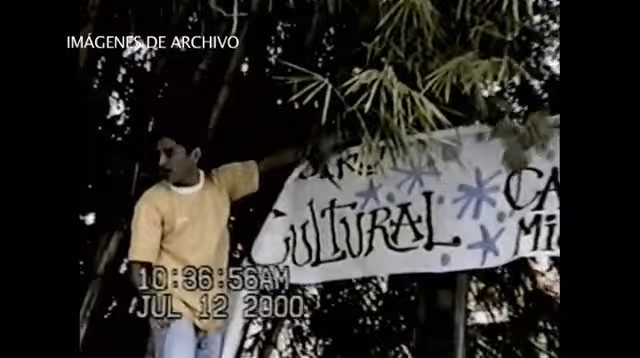 IMÁGENES DE ARCHIVO
CULTURAL
10:36:56AM
JUL 12 2000